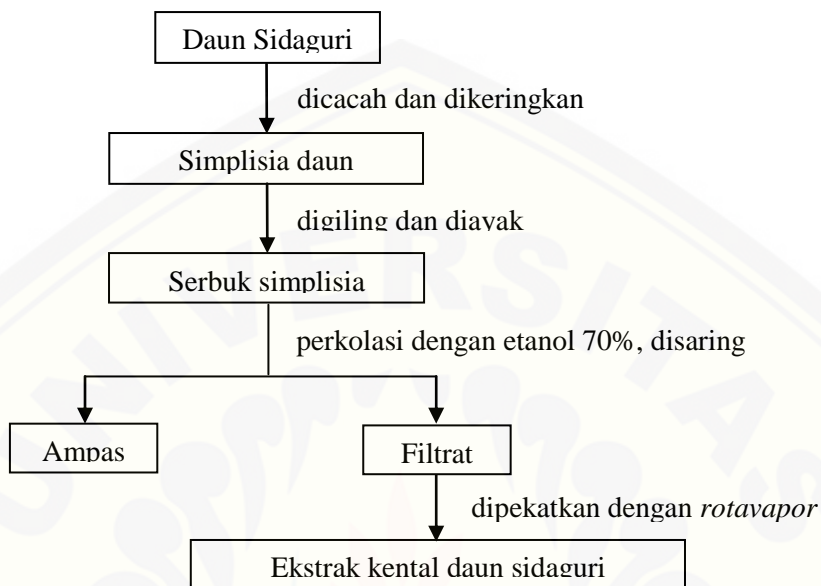 Daun Sidaguri
dicacah dan dikeringkan
Simplisia daun
digiling dan diayak
Serbuk simplisia
perkolasi dengan etanol 70%, disaring
Ampas
Filtrat
dipekatkan dengan rotavapor
Ekstrak kental daun sidaguri
UNIVERSITAS